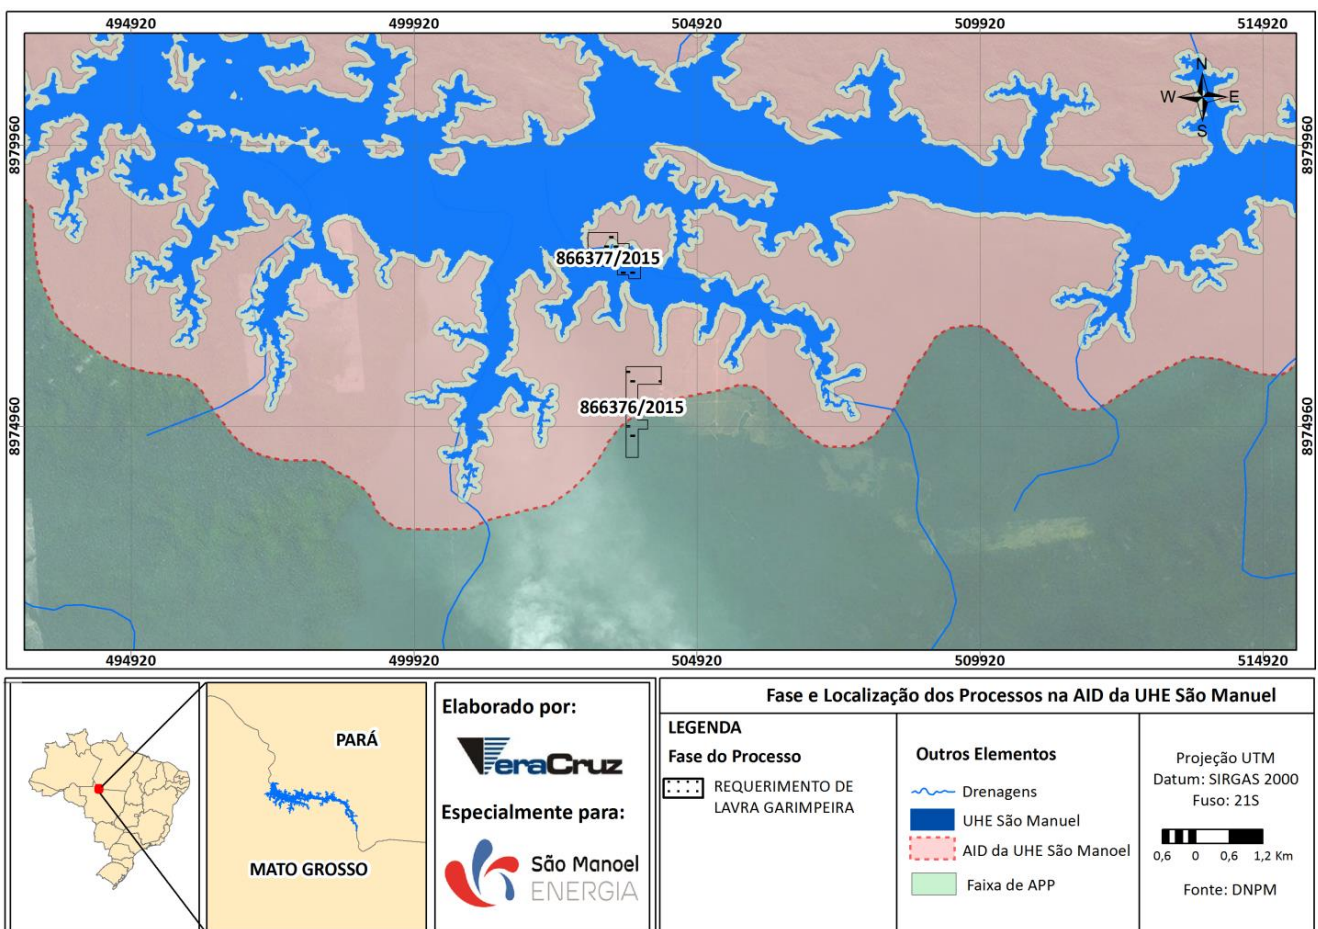 494920
499920
504920
509920
514920
N
W E
S
8979960
8979960
866377/2015
866376/2015
8974960
8974960
494920
499920
504920
509920
514920
PARÁ
MATO GROSSO
Elaborado por:
VeraCruz
Especialmente para:
São Manoel
ENERGIA
Fase e Localização dos Processos na AID da UHE São Manuel
LEGENDA
Fase do Processo
REQUERIMENTO DE
LAVRA GARIMPEIRA
Outros Elementos
Drenagens
UHE São Manuel
AID da UHE São Manoel
Faixa de APP
Projeção UTM
Datum: SIRGAS 2000
Fuso: 21S
0,6 0 0,6 1,2 Km
Fonte: DNPM